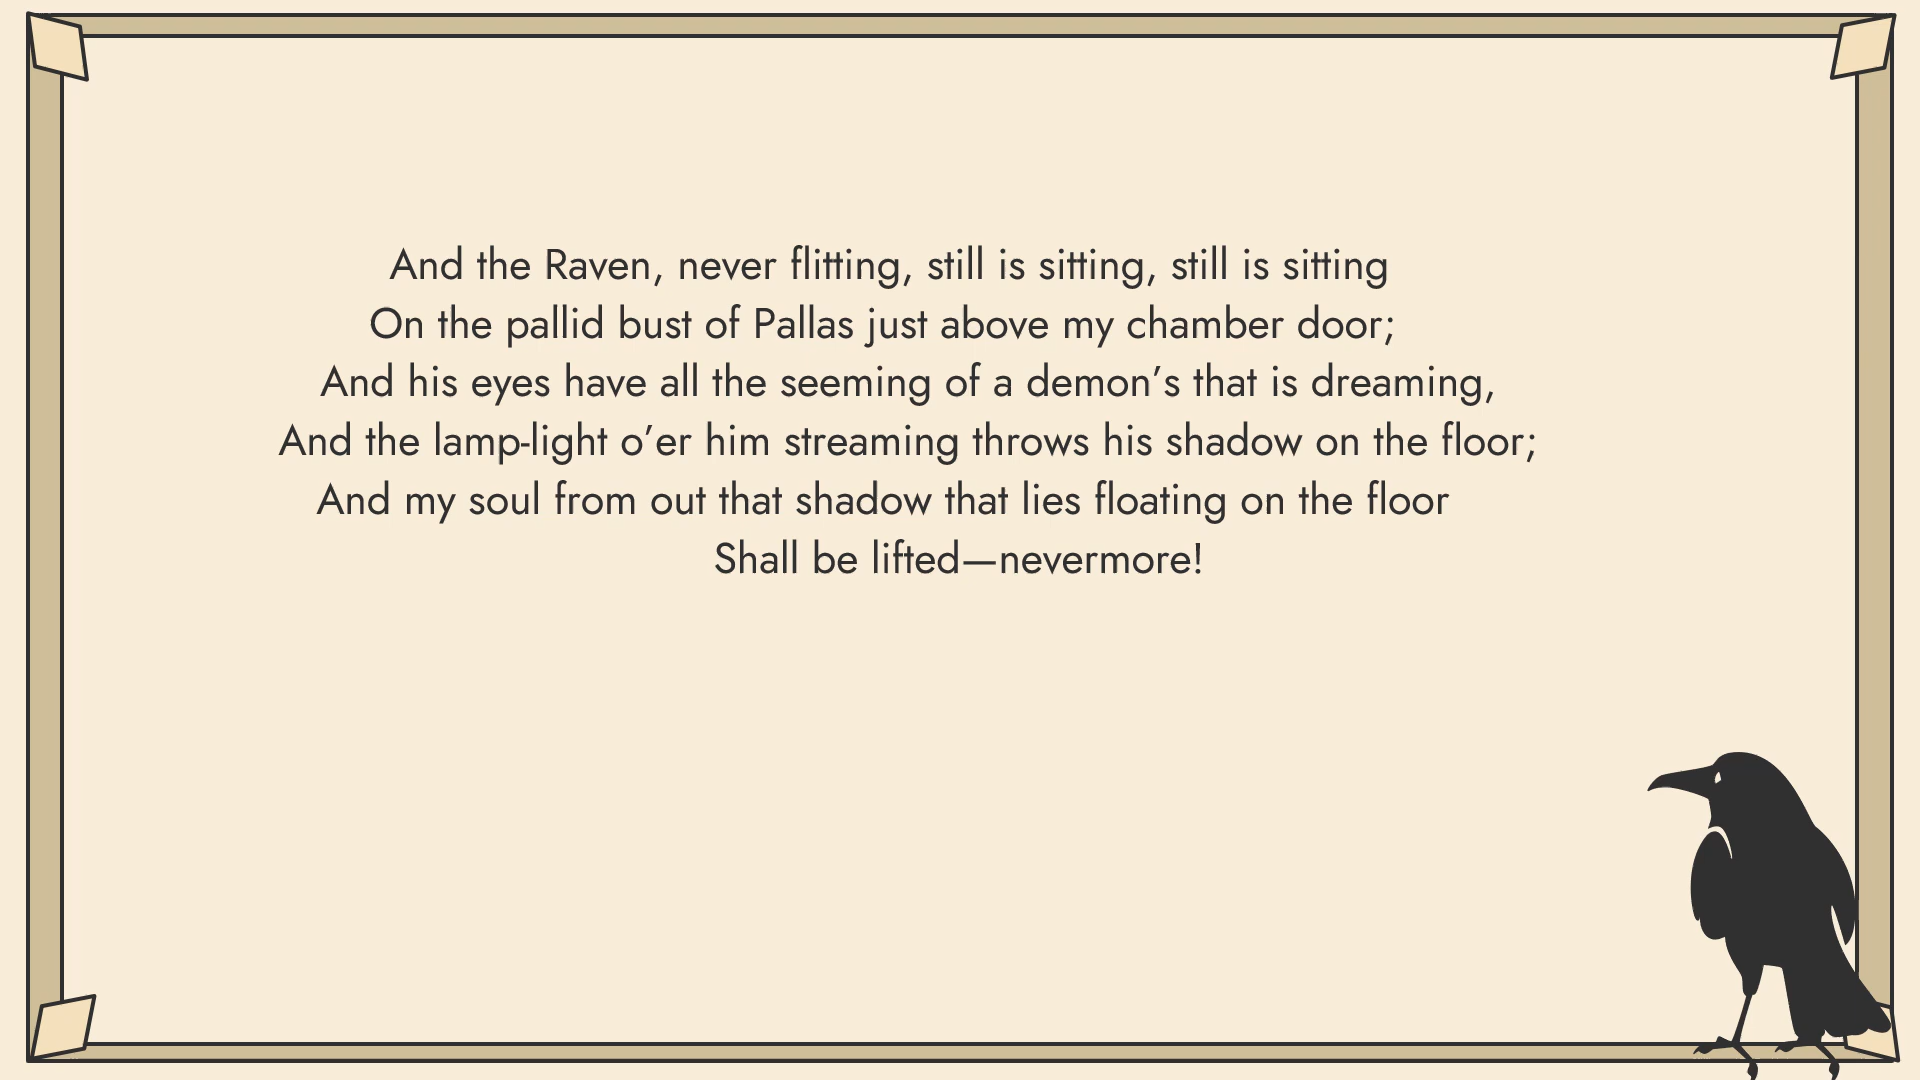 And the Raven, never flitting, still is sitting, still is sitting
On the pallid bust of Pallas just above my chamber door;
And his eyes have all the seeming of a demon’s that is dreaming,
And the lamp-light o’er him streaming throws his shadow on the floor;
And my soul from out that shadow that lies floating on the floor
Shall be lifted—nevermore!